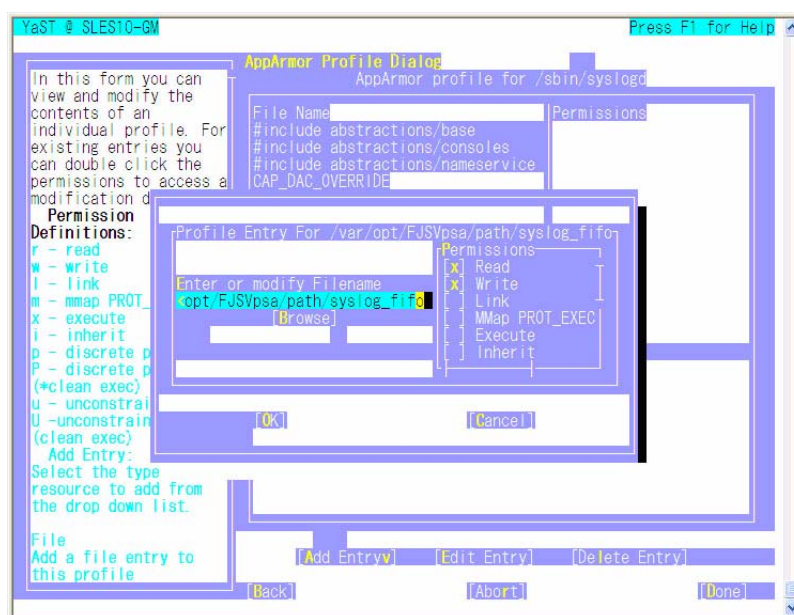 YaST @ SLES10-GM
Press F1 for Help
In this form you can
view and modify the
contents of an
individual profile. For
existing entries you
can double click the
permissions to access a
modification d
Permission
Definitions:
r - read
w - write
l - link
m - mmap PROT_
x - execute
i - inherit
p - discrete p
P - discrete p
(*clean exec)
u - unconstrai
U -unconstrain
(clean exec)
Add Entry:
Select the type
resource to add from
the drop down list.
File
Add a file entry to
this profile
AppArmor Profile Dialog
AppArmor profile for /sbin/syslogd
File Name
Permissions
#include abstractions/base
#include abstractions/consoles
#include abstractions/nameservice
CAP_DAC_OVERRIDE
Profile Entry For /var/opt/FJSVpsa/path/syslog_fifo
Enter or modify Filename
<opt/FJSVpsa/path/syslog_fifo
[Browse]
Permissions
[x] Read
[x] Write
[ ] Link
[ ] MMap PROT_EXEC
[ ] Execute
[ ] Inherit
[OK]
[Cancel]
[Add Entryv]
[Edit Entry]
[Delete Entry]
[Back]
[Abort]
[Done]